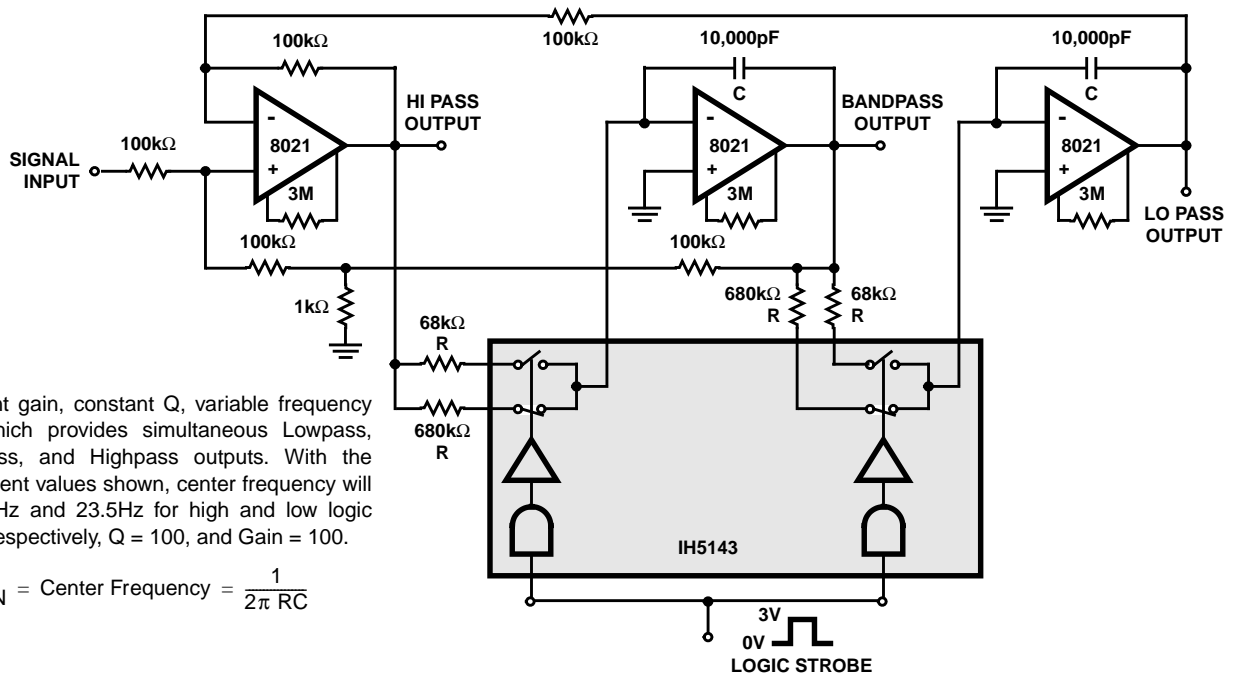 100kΩ
100kΩ
10,000pF
C
10,000pF
C
HI PASS
OUTPUT
BANDPASS
OUTPUT
-
8021
+
3M
-
8021
+
3M
-
8021
+
3M
100kΩ
SIGNAL
INPUT
LO PASS
OUTPUT
100kΩ
100kΩ
1kΩ
680kΩ
R
68kΩ
R
68kΩ
R
680kΩ
R
nt gain, constant Q, variable frequency
hich provides simultaneous Lowpass,
ss, and Highpass outputs. With the
ent values shown, center frequency will
Hz and 23.5Hz for high and low logic
espectively, Q = 100, and Gain = 100.
N = Center Frequency = 1 / 2π RC
IH5143
3V
0V
LOGIC STROBE